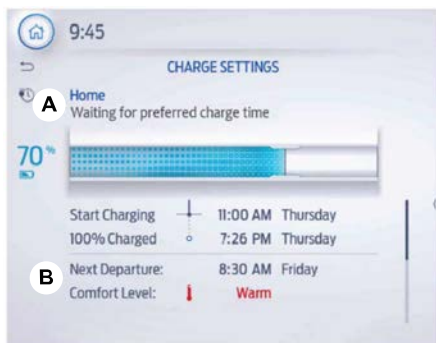 9:45
CHARGE SETTINGS
A Home
Waiting for preferred charge time
70%
Start Charging 11:00 AM Thursday
100% Charged 7:26 PM Thursday
B Next Departure: 8:30 AM Friday
Comfort Level: Warm